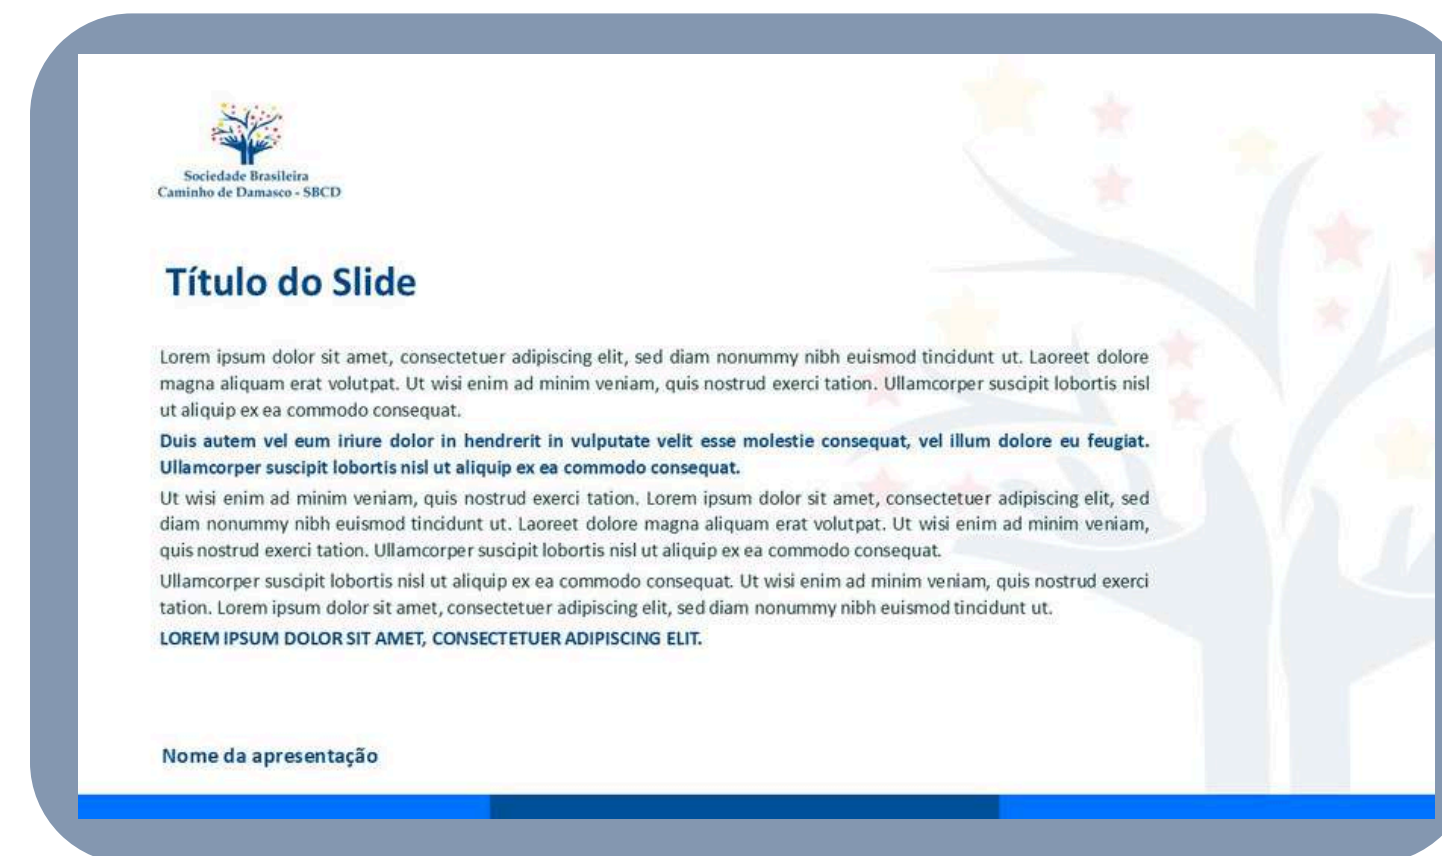 Sociedade Brasileira
Caminho de Damasco - SBCD
Título do Slide
Lorem ipsum dolor sit amet, consectetuer adipiscing elit, sed diam nonummy nibh euismod tincidunt ut. Laoreet dolore
magna aliquam erat volutpat. Ut wisi enim ad minim veniam, quis nostrud exerci tation. Ullamcorper suscipit lobortis nisl
ut aliquip ex ea commodo consequat.
Duis autem vel eum iriure dolor in hendrerit in vulputate velit esse molestie consequat, vel illum dolore eu feugiat.
Ullamcorper suscipit lobortis nisl ut aliquip ex ea commodo consequat.
Ut wisi enim ad minim veniam, quis nostrud exerci tation. Lorem ipsum dolor sit amet, consectetuer adipiscing elit, sed
diam nonummy nibh euismod tincidunt ut. Laoreet dolore magna aliquam erat volutpat. Ut wisi enim ad minim veniam,
quis nostrud exerci tation. Ullamcorper suscipit lobortis nisl ut aliquip ex ea commodo consequat.
Ullamcorper suscipit lobortis nisl ut aliquip ex ea commodo consequat. Ut wisi enim ad minim veniam, quis nostrud exerci
tation. Lorem ipsum dolor sit amet, consectetuer adipiscing elit, sed diam nonummy nibh euismod tincidunt ut.
LOREM IPSUM DOLOR SIT AMET, CONSECTETUER ADIPISCING ELIT.
Nome da apresentação